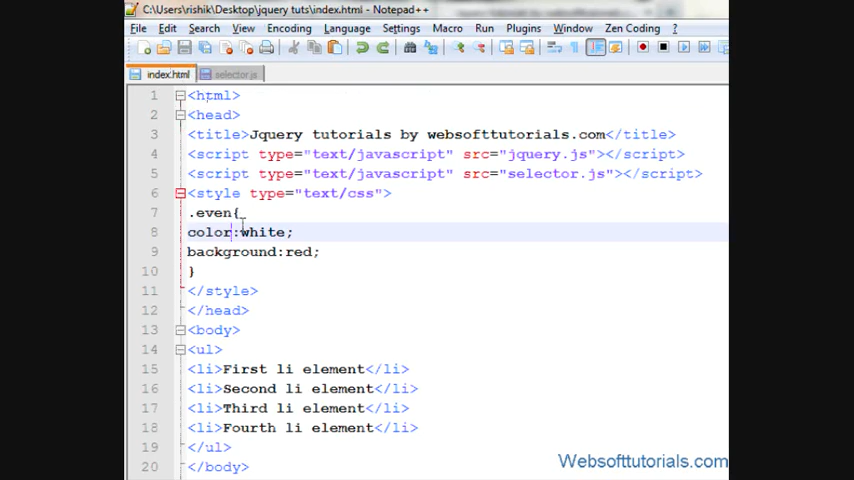 C:\Users\rishik\Desktop\jquery tuts\index.html - Notepad++
File Edit Search View Encoding Language Settings Macro Run Plugins Window Zen Coding ?
index.html selector.js
1 <html>
2 <head>
3 <title>Jquery tutorials by websofttutorials.com</title>
4 <script type="text/javascript" src="jquery.js"></script>
5 <script type="text/javascript" src="selector.js"></script>
6 <style type="text/css">
7 .even{
8 color:white;
9 background:red;
10 }
11 </style>
12 </head>
13 <body>
14 <ul>
15 <li>First li element</li>
16 <li>Second li element</li>
17 <li>Third li element</li>
18 <li>Fourth li element</li>
19 </ul>
20 </body>
Websofttutorials.com